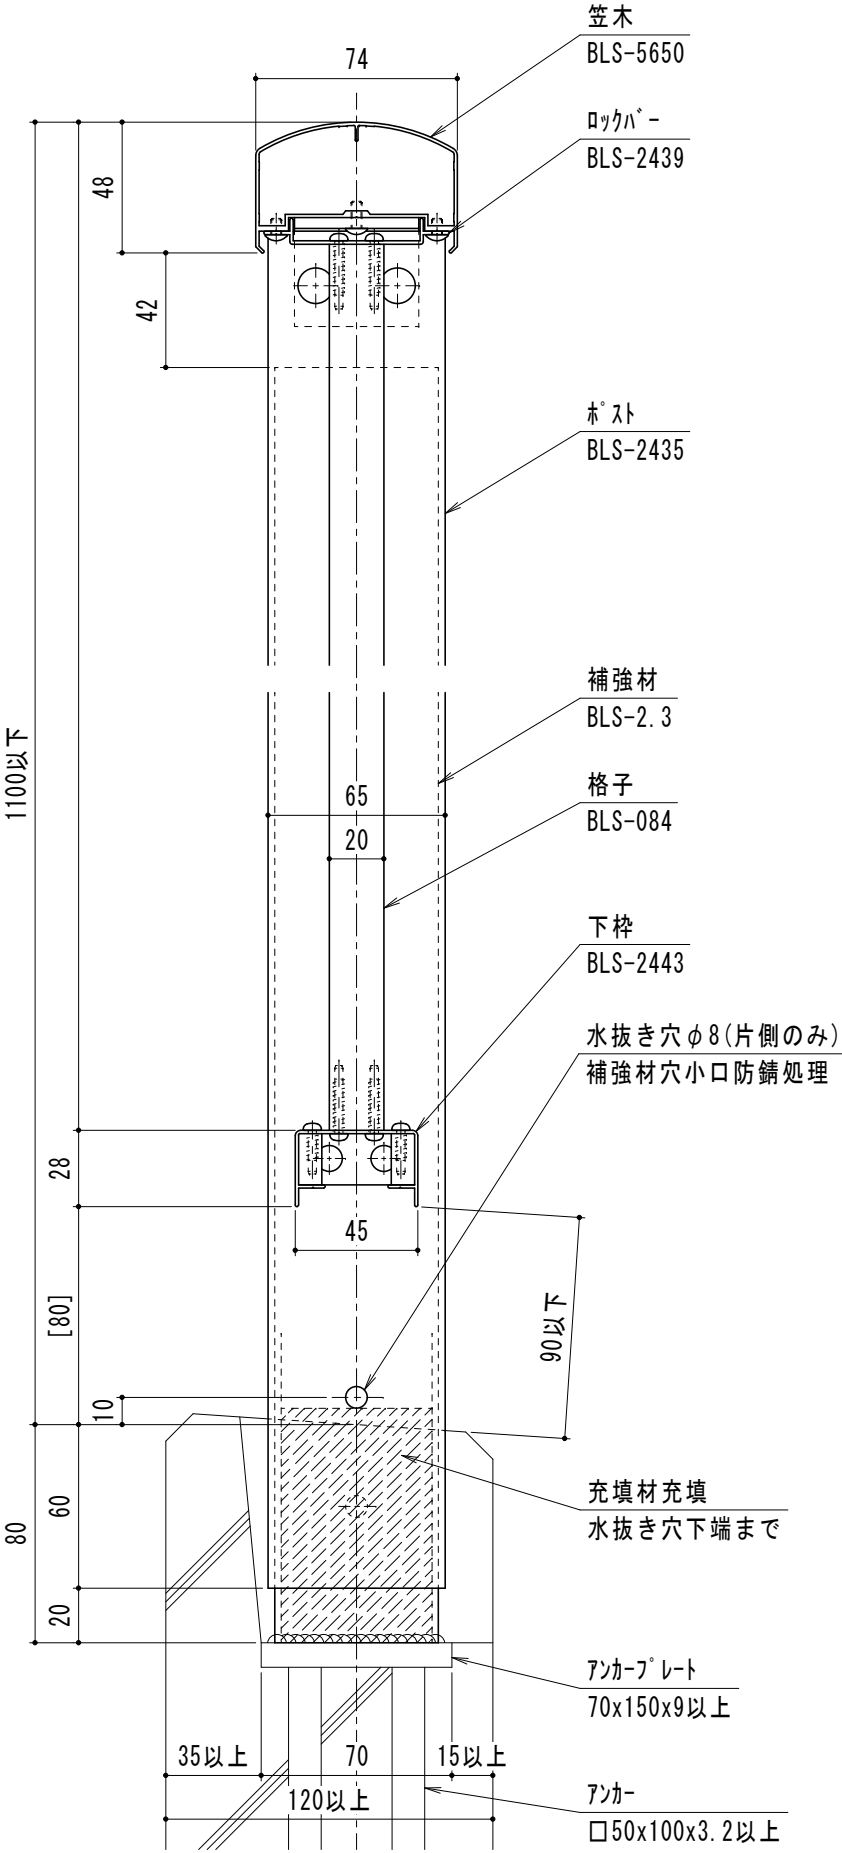 笠木
BLS-5650
74
ﾛｯｸﾊﾞｰ
BLS-2439
48
42
ﾎﾟｽﾄ
BLS-2435
補強材
BLS-2.3
1100以下
65
格子
BLS-084
20
下枠
BLS-2443
水抜き穴φ8(片側のみ)
補強材穴小口防錆処理
28
45
[80]
90以下
10
充填材充填
水抜き穴下端まで
60
80
20
ｱﾝｶｰﾌﾟﾚｰﾄ
70x150x9以上
35以上
70
15以上
120以上
ｱﾝｶｰ
□50x100x3.2以上